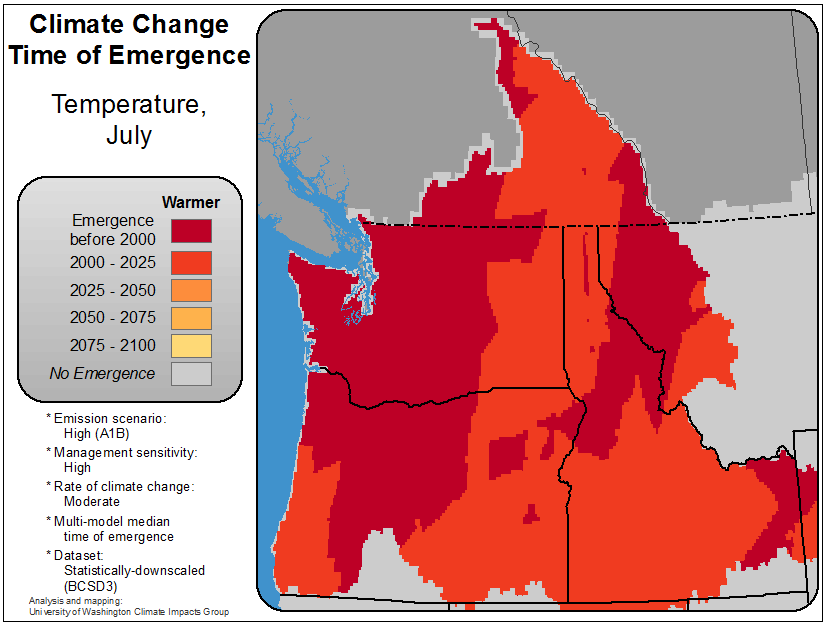 Climate Change
Time of Emergence
Temperature,
July
Warmer
Emergence
before 2000
2000 - 2025
2025 - 2050
2050 - 2075
2075 - 2100
No Emergence
* Emission scenario:
High (A1B)
* Management sensitivity:
High
* Rate of climate change:
Moderate
* Multi-model median
time of emergence
* Dataset:
Statistically-downscaled
(BCSD3)
Analysis and mapping:
University of Washington Climate Impacts Group